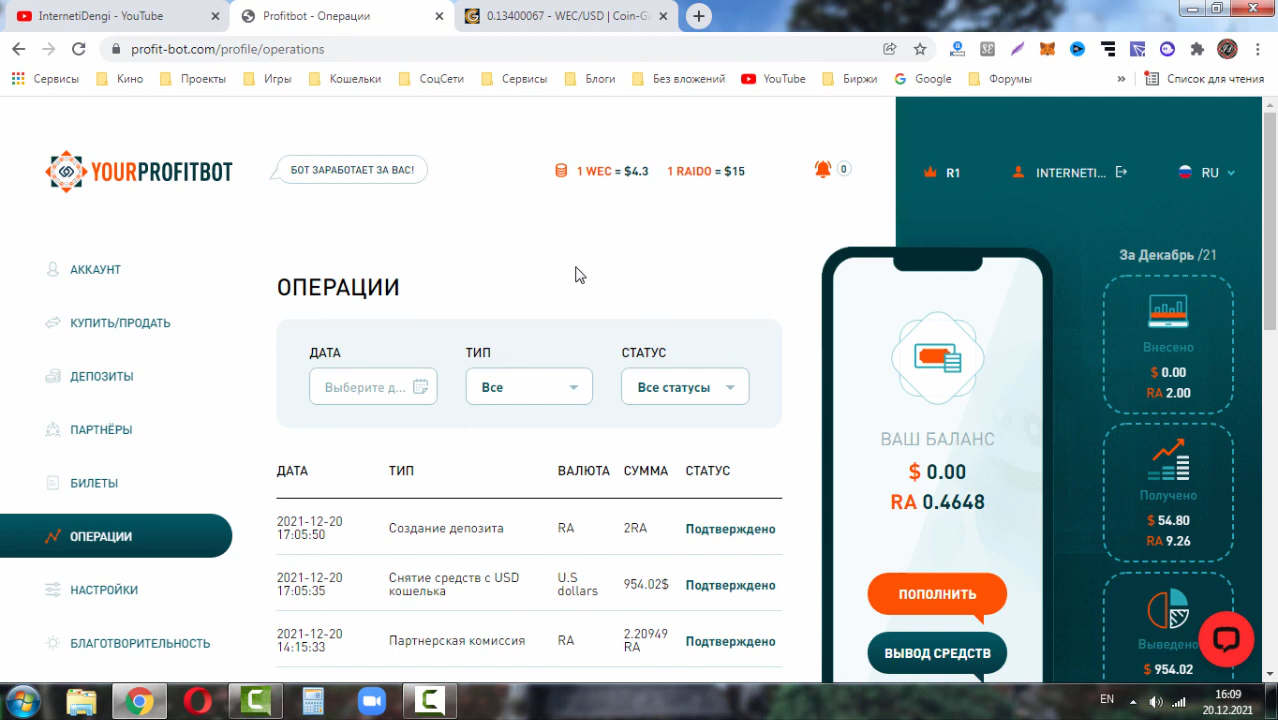 InternetiDengi - YouTube
Profitbot - Операции
0.13400067 - WEC/USD | Coin-Ga
profit-bot.com/profile/operations
Сервисы
Кино
Проекты
Игры
Кошельки
СоцСети
Сервисы
Блоги
Без вложений
YouTube
Биржи
Google
Форумы
»
Список для чтения
YOURPROFITBOT
БОТ ЗАРАБОТАЕТ ЗА ВАС!
1 WEC = $4.3
1 RAIDO = $15
0
R1
INTERNETI...
RU
АККАУНТ
КУПИТЬ/ПРОДАТЬ
ДЕПОЗИТЫ
ПАРТНЁРЫ
БИЛЕТЫ
ОПЕРАЦИИ
НАСТРОЙКИ
БЛАГОТВОРИТЕЛЬНОСТЬ
ОПЕРАЦИИ
ДАТА
ТИП
СТАТУС
Выберите д...
Все
Все статусы
ДАТА
ТИП
ВАЛЮТА
СУММА
СТАТУС
2021-12-20
17:05:50
Создание депозита
RA
2RA
Подтверждено
2021-12-20
17:05:35
Снятие средств с USD
кошелька
U.S
dollars
954.02$
Подтверждено
2021-12-20
14:15:33
Партнерская комиссия
RA
2.20949
RA
Подтверждено
ВАШ БАЛАНС
$ 0.00
RA 0.4648
ПОПОЛНИТЬ
ВЫВОД СРЕДСТВ
За Декабрь /21
Внесено
$ 0.00
RA 2.00
Получено
$ 54.80
RA 9.26
Выведено
$ 954.02
EN
16:09
20.12.2021